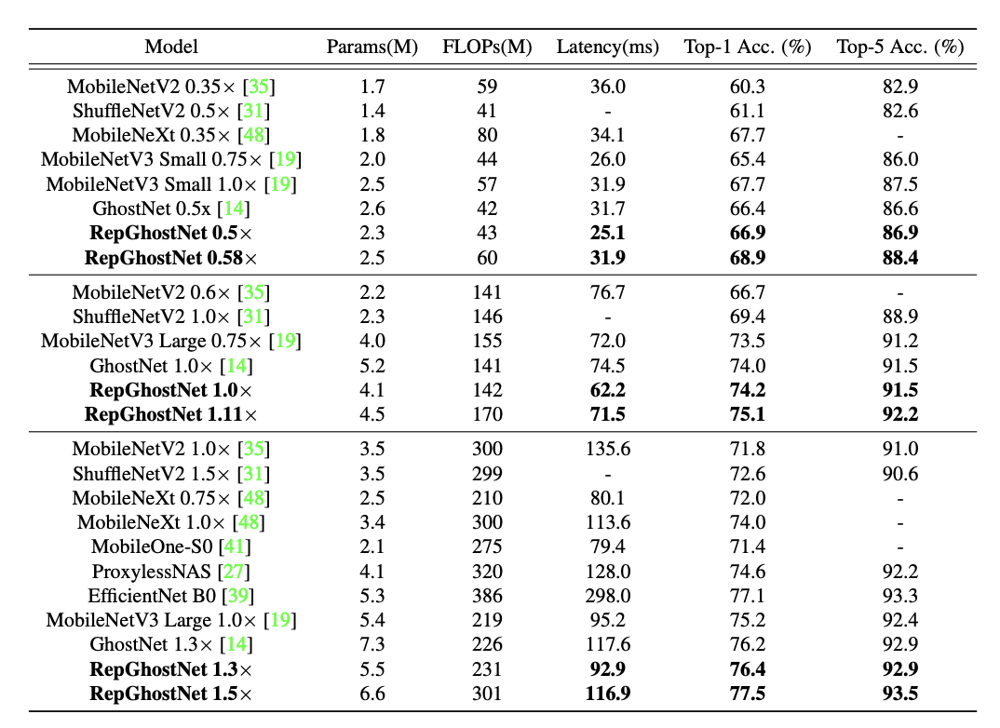 Model Params(M) FLOPs(M) Latency(ms) Top-1 Acc. (%) Top-5 Acc. (%)
MobileNetV2 0.35× [35] 1.7 59 36.0 60.3 82.9
ShuffleNetV2 0.5× [31] 1.4 41 - 61.1 82.6
MobileNeXt 0.35× [48] 1.8 80 34.1 67.7 -
MobileNetV3 Small 0.75× [19] 2.0 44 26.0 65.4 86.0
MobileNetV3 Small 1.0× [19] 2.5 57 31.9 67.7 87.5
GhostNet 0.5x [14] 2.6 42 31.7 66.4 86.6
RepGhostNet 0.5× 2.3 43 25.1 66.9 86.9
RepGhostNet 0.58× 2.5 60 31.9 68.9 88.4
MobileNetV2 0.6× [35] 2.2 141 76.7 66.7 -
ShuffleNetV2 1.0× [31] 2.3 146 - 69.4 88.9
MobileNetV3 Large 0.75× [19] 4.0 155 72.0 73.5 91.2
GhostNet 1.0× [14] 5.2 141 74.5 74.0 91.5
RepGhostNet 1.0× 4.1 142 62.2 74.2 91.5
RepGhostNet 1.11× 4.5 170 71.5 75.1 92.2
MobileNetV2 1.0× [35] 3.5 300 135.6 71.8 91.0
ShuffleNetV2 1.5× [31] 3.5 299 - 72.6 90.6
MobileNeXt 0.75× [48] 2.5 210 80.1 72.0 -
MobileNeXt 1.0× [48] 3.4 300 113.6 74.0 -
MobileOne-S0 [41] 2.1 275 79.4 71.4 -
ProxylessNAS [27] 4.1 320 128.0 74.6 92.2
EfficientNet B0 [39] 5.3 386 298.0 77.1 93.3
MobileNetV3 Large 1.0× [19] 5.4 219 95.2 75.2 92.4
GhostNet 1.3× [14] 7.3 226 117.6 76.2 92.9
RepGhostNet 1.3× 5.5 231 92.9 76.4 92.9
RepGhostNet 1.5× 6.6 301 116.9 77.5 93.5